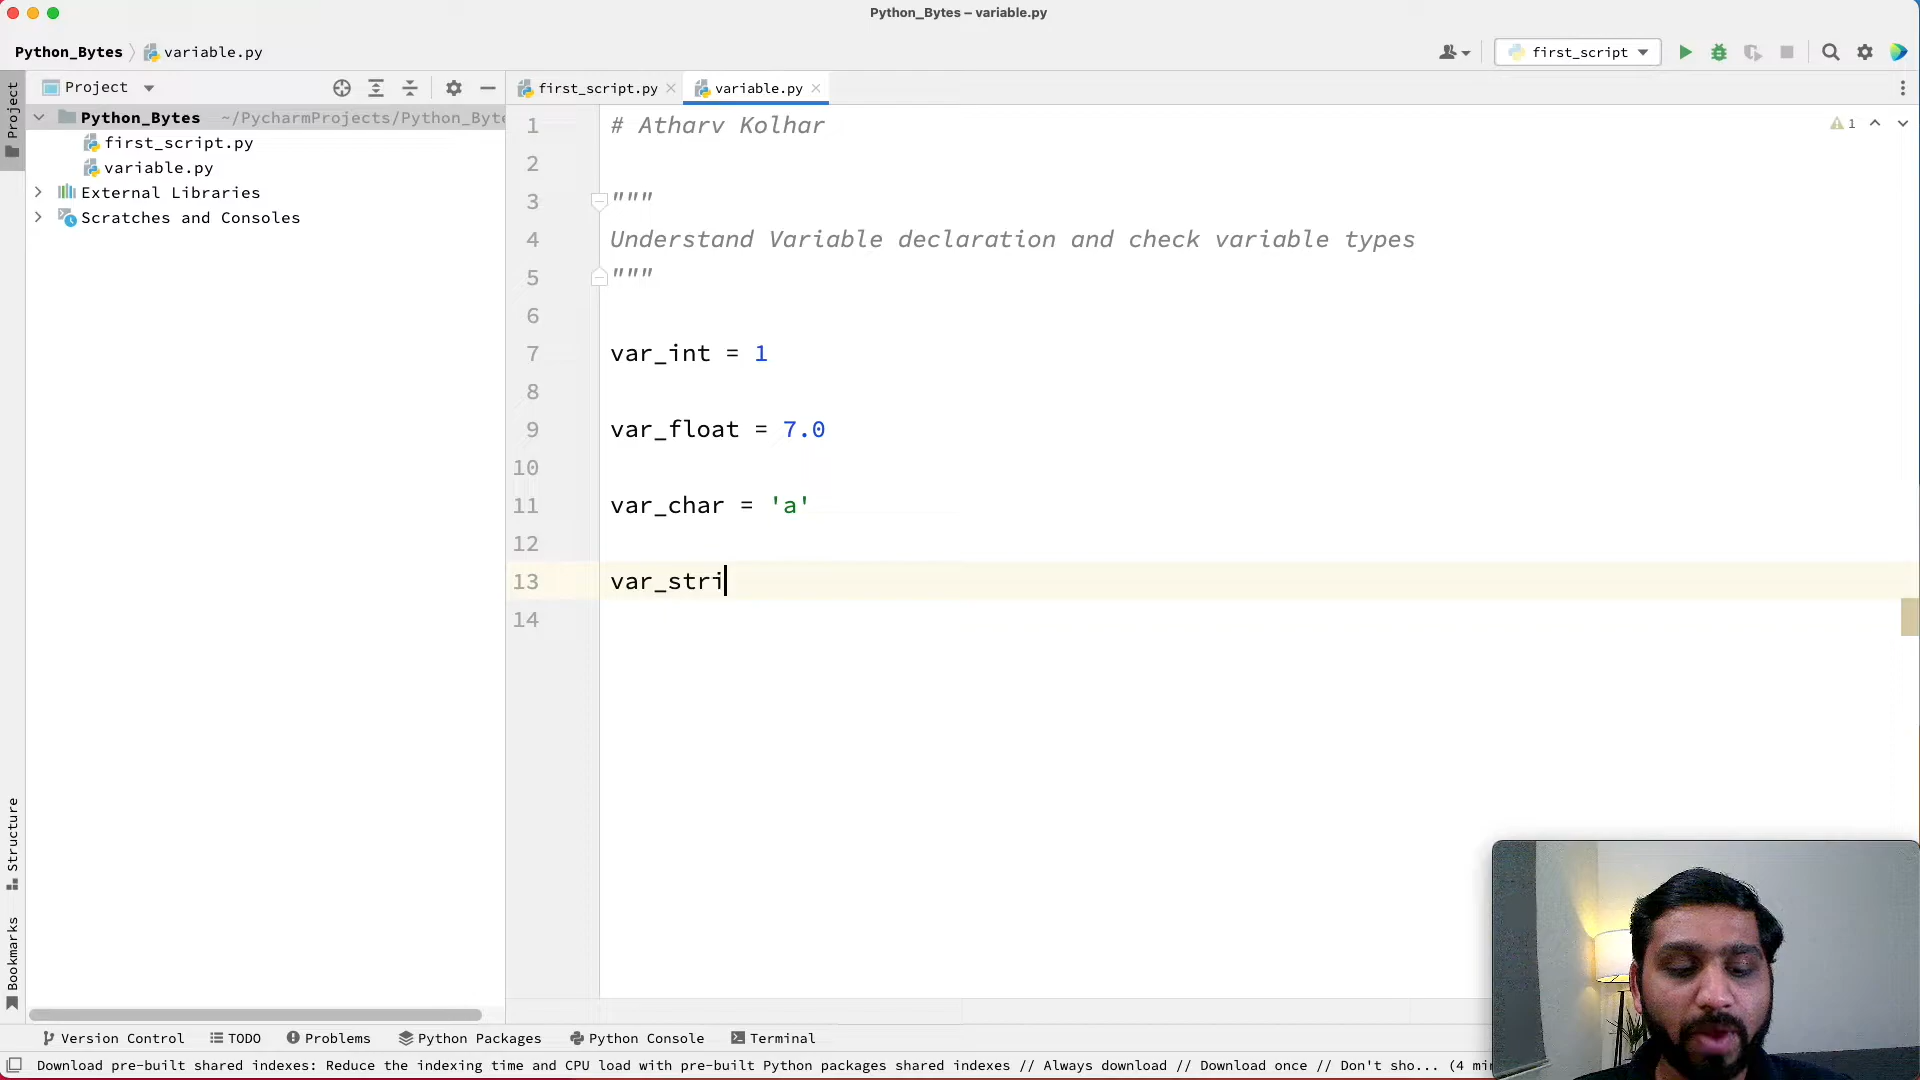 Python_Bytes – variable.py
Python_Bytes variable.py
first_script
Project
Project
first_script.py
variable.py
Python_Bytes ~/PycharmProjects/Python_Byte
first_script.py
variable.py
External Libraries
Scratches and Consoles
1 # Atharv Kolhar
2
3 """
4 Understand Variable declaration and check variable types
5 """
6
7 var_int = 1
8
9 var_float = 7.0
10
11 var_char = 'a'
12
13 var_stri
14
1
Structure
Bookmarks
Version Control TODO Problems Python Packages Python Console Terminal
Download pre-built shared indexes: Reduce the indexing time and CPU load with pre-built Python packages shared indexes // Always download // Download once // Don't sho... (4 mi